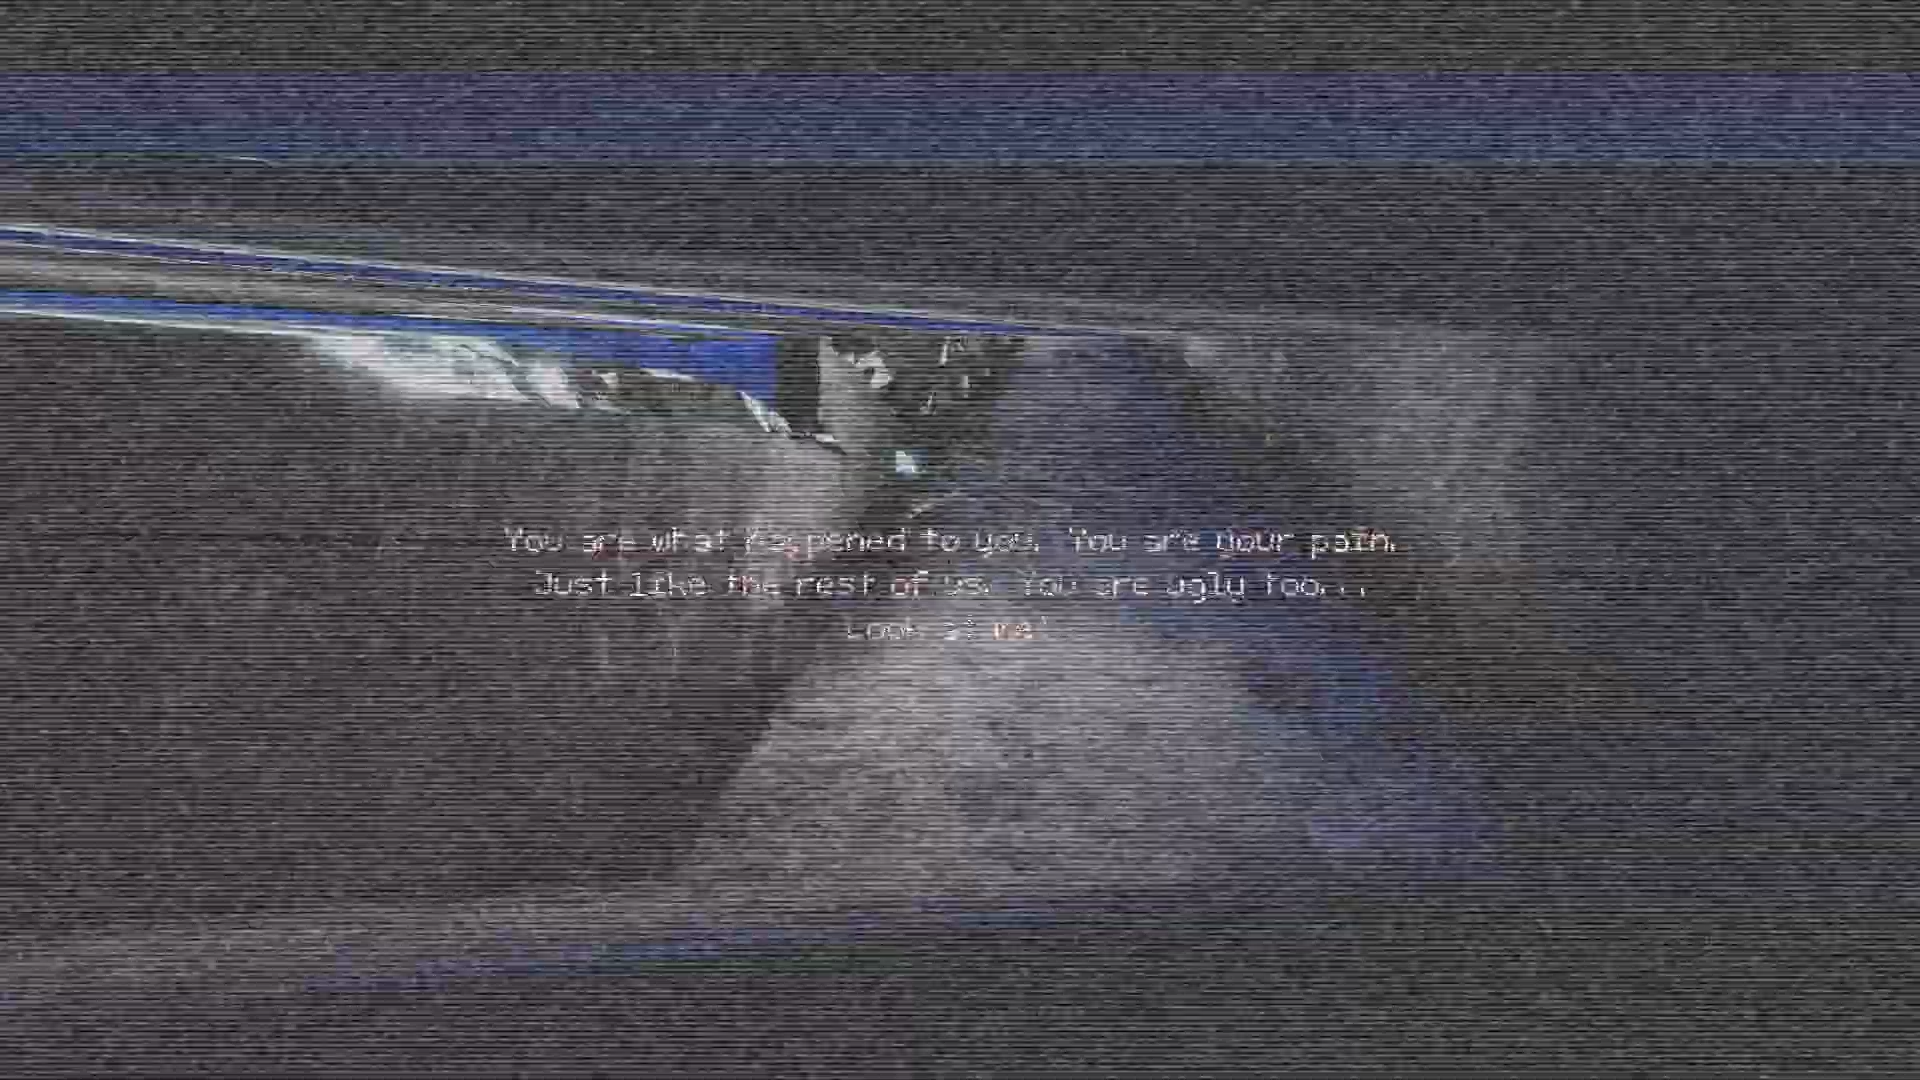 You are what happened to you. You are your pain.
Just like the rest of us. You are ugly too...
Look at me!